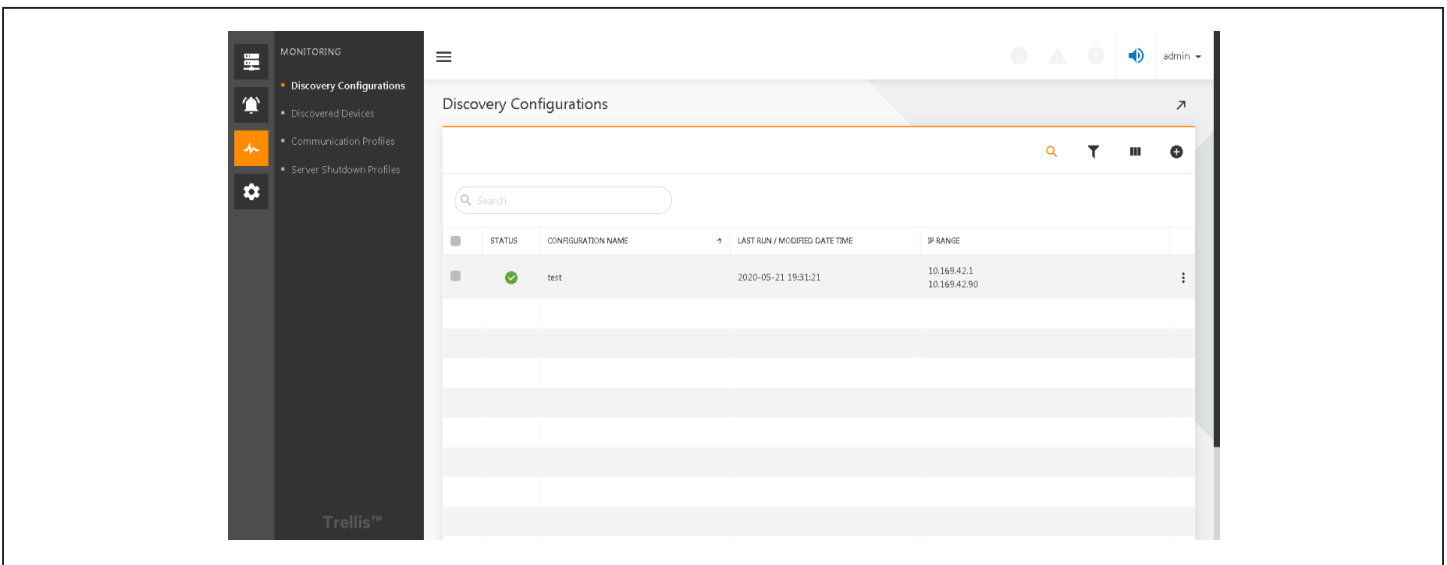 MONITORING
Discovery Configurations
Discovered Devices
Communication Profiles
Server Shutdown Profiles
Trellis™
admin
Discovery Configurations
Search
STATUS CONFIGURATION NAME LAST RUN / MODIFIED DATE TIME IP RANGE
test 2020-05-21 19:31:21 10.169.42.1
10.169.42.90